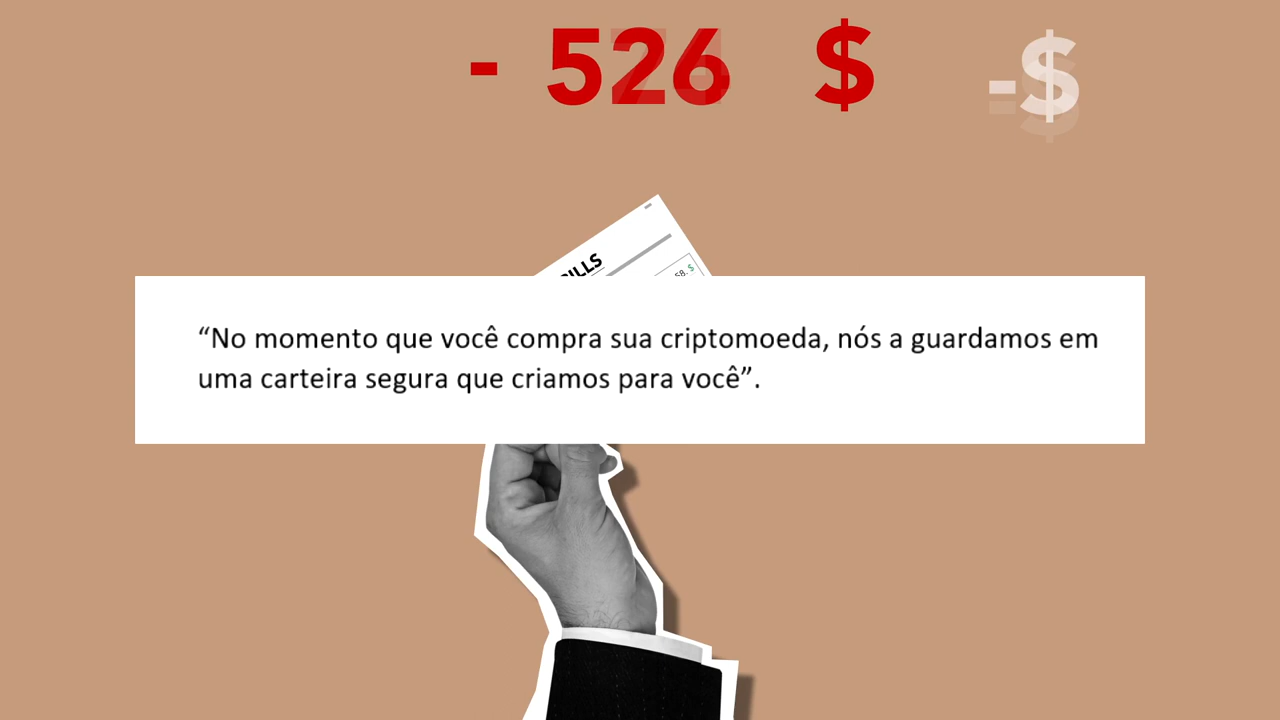 - 526 $
-$
“No momento que você compra sua criptomoeda, nós a guardamos em
uma carteira segura que criamos para você”.